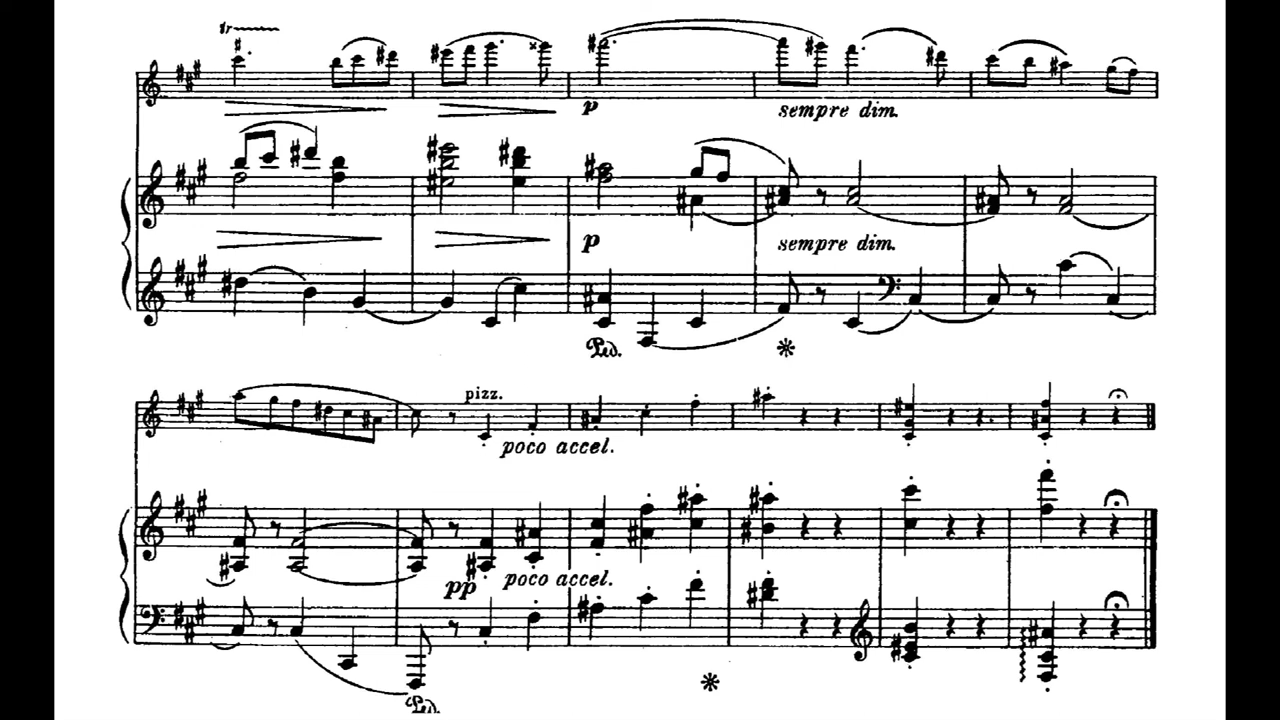 tr
p
sempre dim.
p
sempre dim.
Ped.
pizz.
poco accel.
pp
poco accel.
Ped.